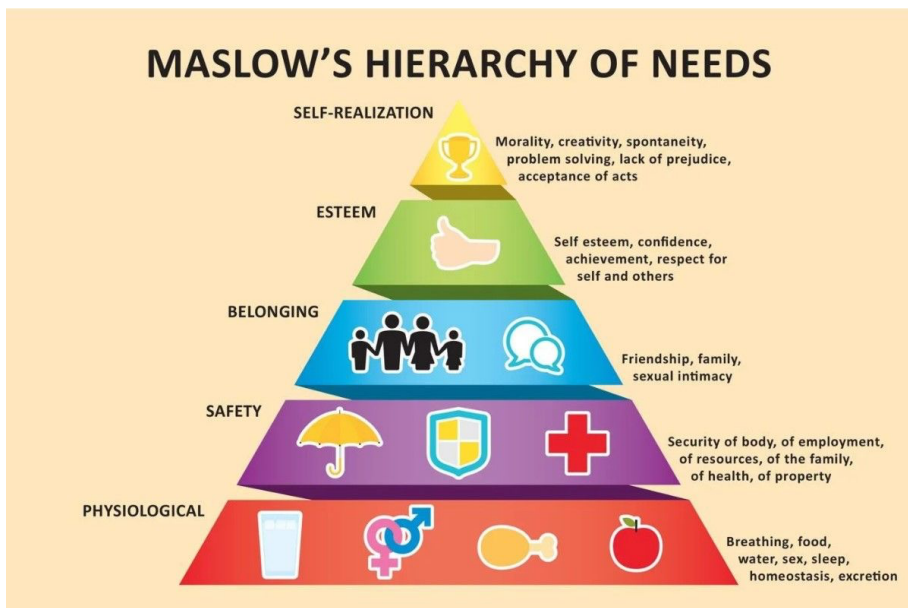 MASLOW'S HIERARCHY OF NEEDS
SELF-REALIZATION
Morality, creativity, spontaneity,
problem solving, lack of prejudice,
acceptance of acts
ESTEEM
Self esteem, confidence,
achievement, respect for
self and others
BELONGING
Friendship, family,
sexual intimacy
SAFETY
Security of body, of employment,
of resources, of the family,
of health, of property
PHYSIOLOGICAL
Breathing, food,
water, sex, sleep,
homeostasis, excretion